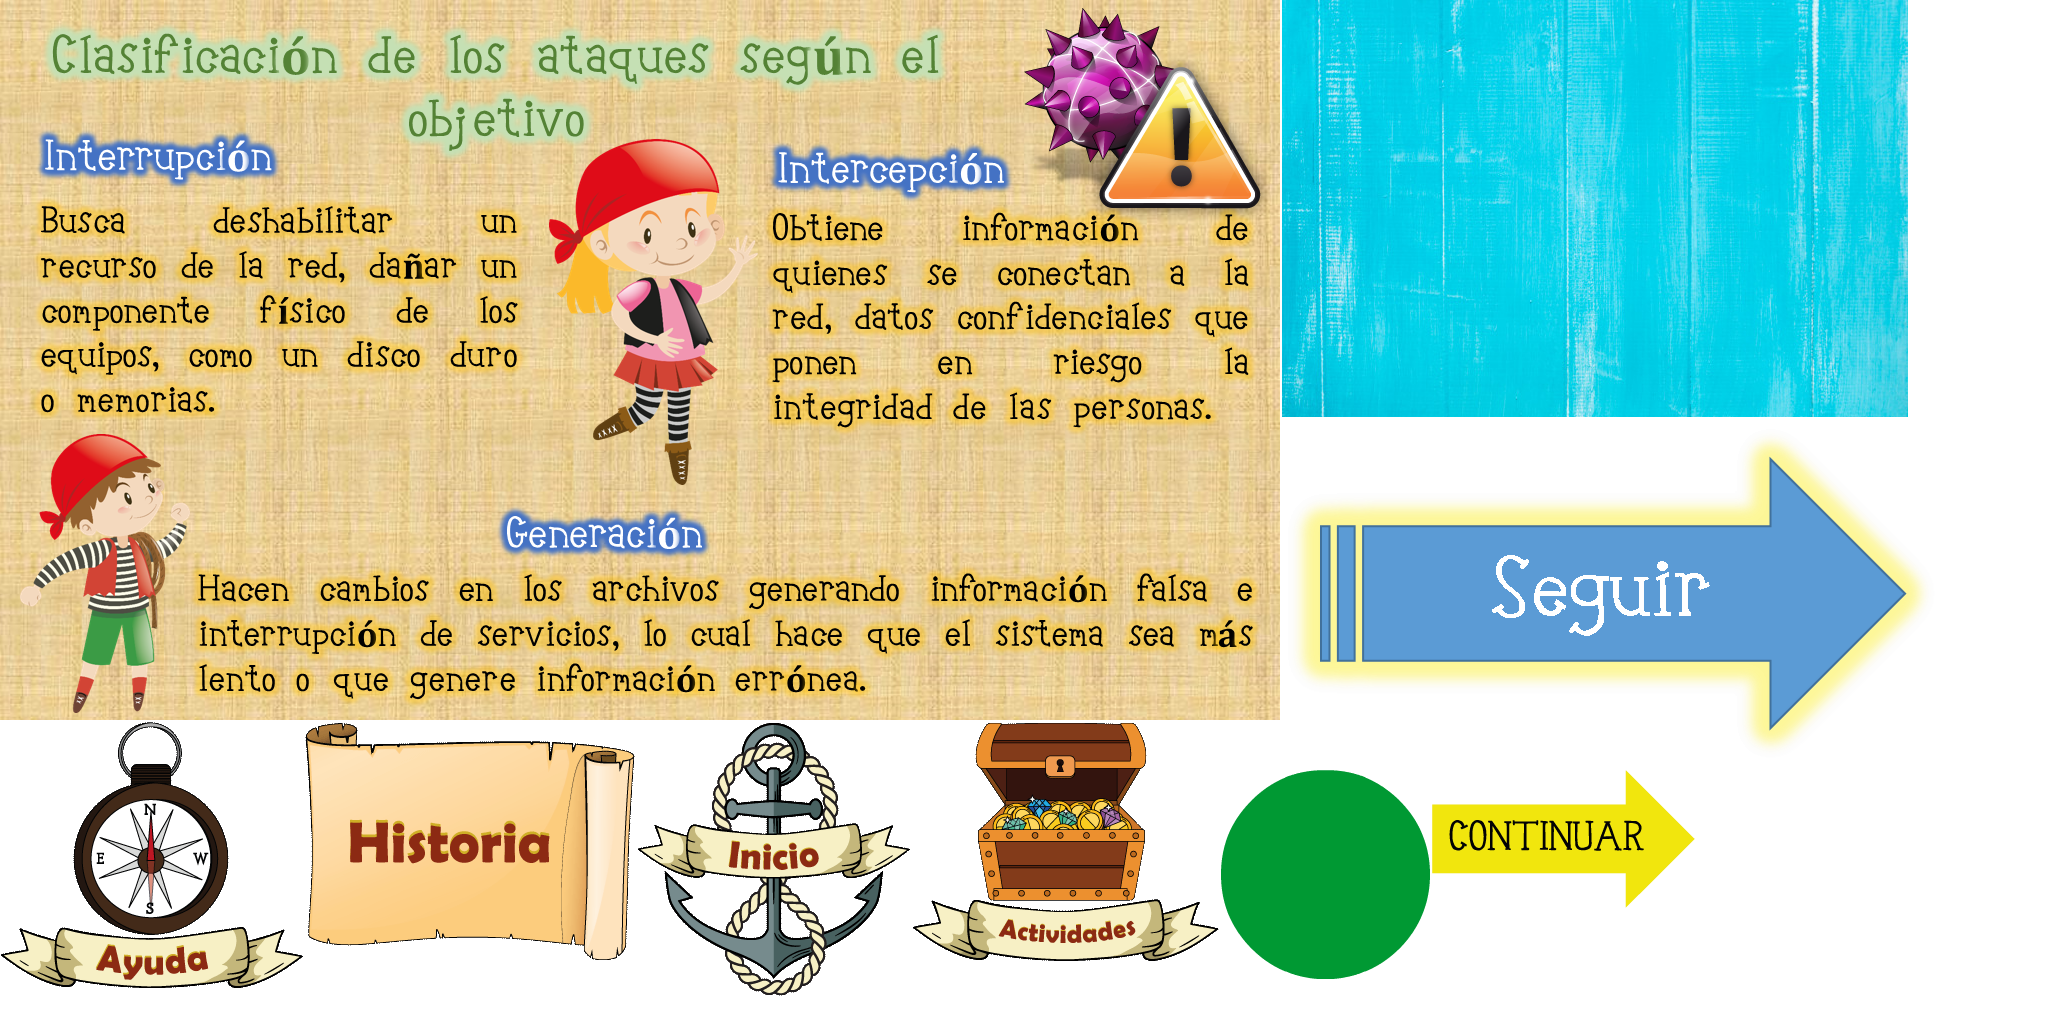 Clasificación de los ataques según el
objetivo
Interrupción
Busca deshabilitar un
recurso de la red, dañar un
componente físico de los
equipos, como un disco duro
o memorias.
Intercepción
Obtiene información de
quienes se conectan a la
red, datos confidenciales que
ponen en riesgo la
integridad de las personas.
Generación
Hacen cambios en los archivos generando información falsa e
interrupción de servicios, lo cual hace que el sistema sea más
lento o que genere información errónea.
Seguir
N
E W
S
Ayuda
Historia
Inicio
Actividades
CONTINUAR